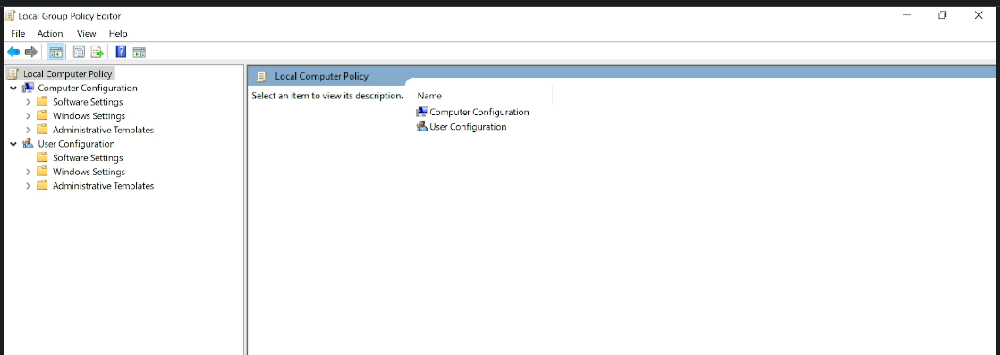 Local Group Policy Editor
File Action View Help
Local Computer Policy
Computer Configuration
Software Settings
Windows Settings
Administrative Templates
User Configuration
Software Settings
Windows Settings
Administrative Templates
Local Computer Policy
Select an item to view its description.
Name
Computer Configuration
User Configuration